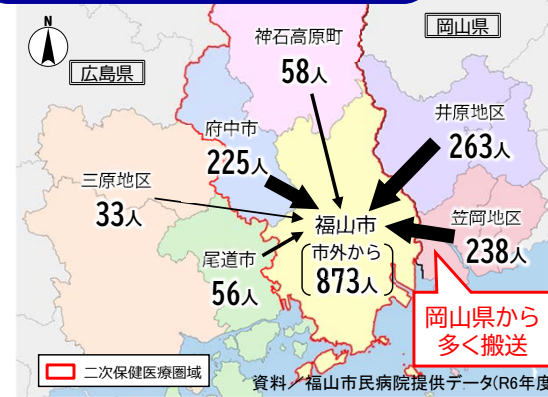 N
広島県
岡山県
神石高原町
58人
井原地区
263人
府中市
225人
三原地区
33人
笠岡地区
238人
福山市
市外から
873人
尾道市
56人
岡山県から
多く搬送
二次保健医療圏域
資料/福山市民病院提供データ(R6年度